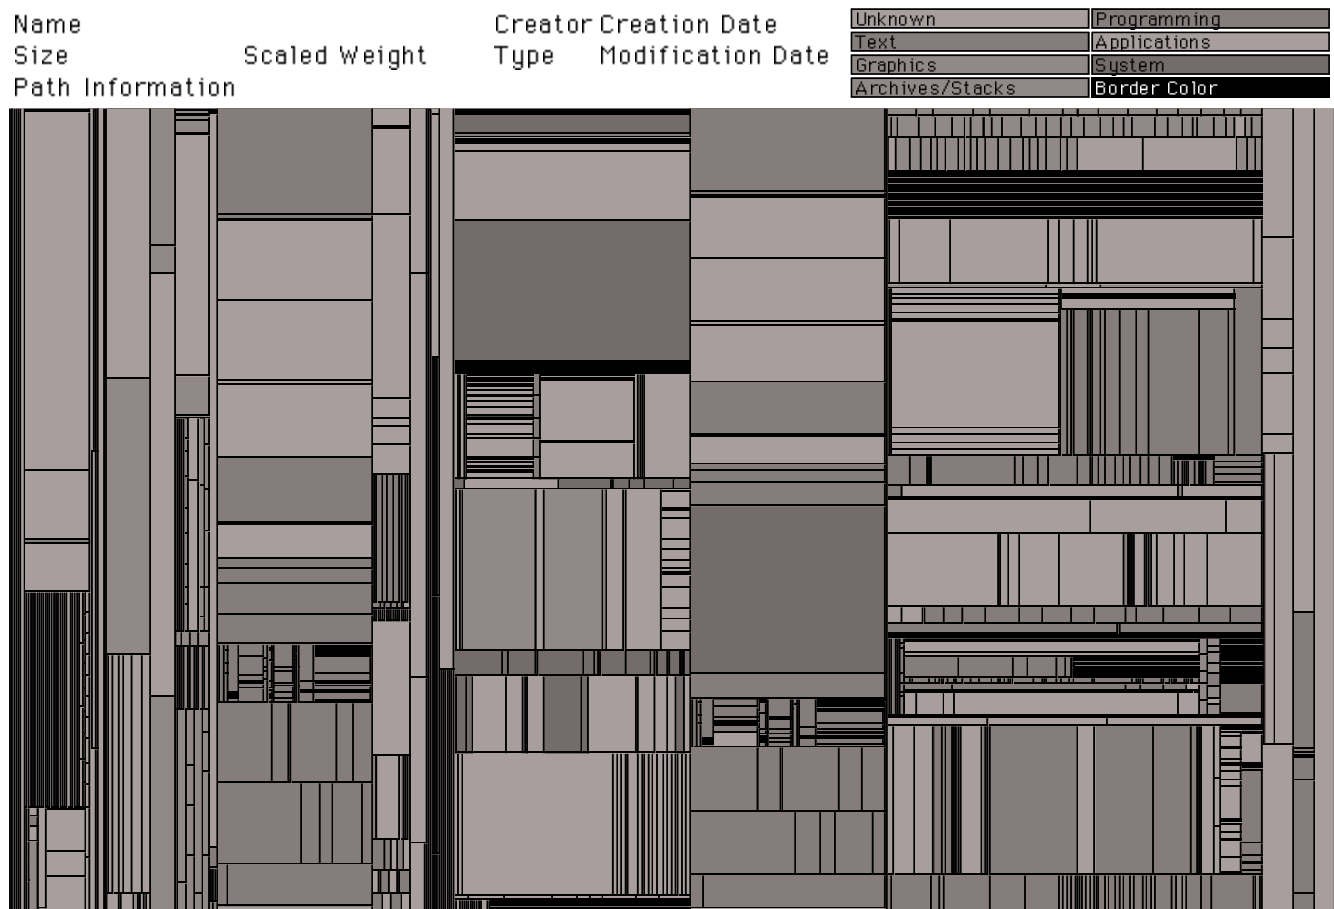 Name Creator Creation Date
Size Scaled Weight Type Modification Date
Path Information
Unknown Programming
Text Applications
Graphics System
Archives/Stacks Border Color